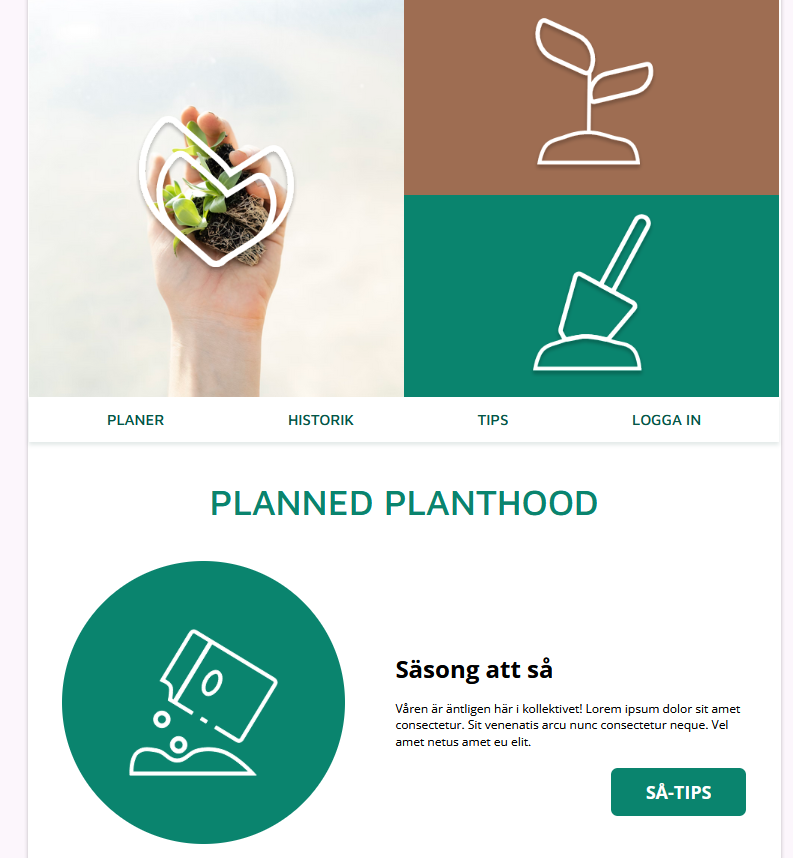 PLANER HISTORIK TIPS LOGGA IN
PLANNED PLANTHOOD
Säsong att så
Våren är äntligen här i kollektivet! Lorem ipsum dolor sit amet
consectetur. Sit venenatis arcu nunc consectetur neque. Vel
amet netus amet eu elit.
SÅ-TIPS